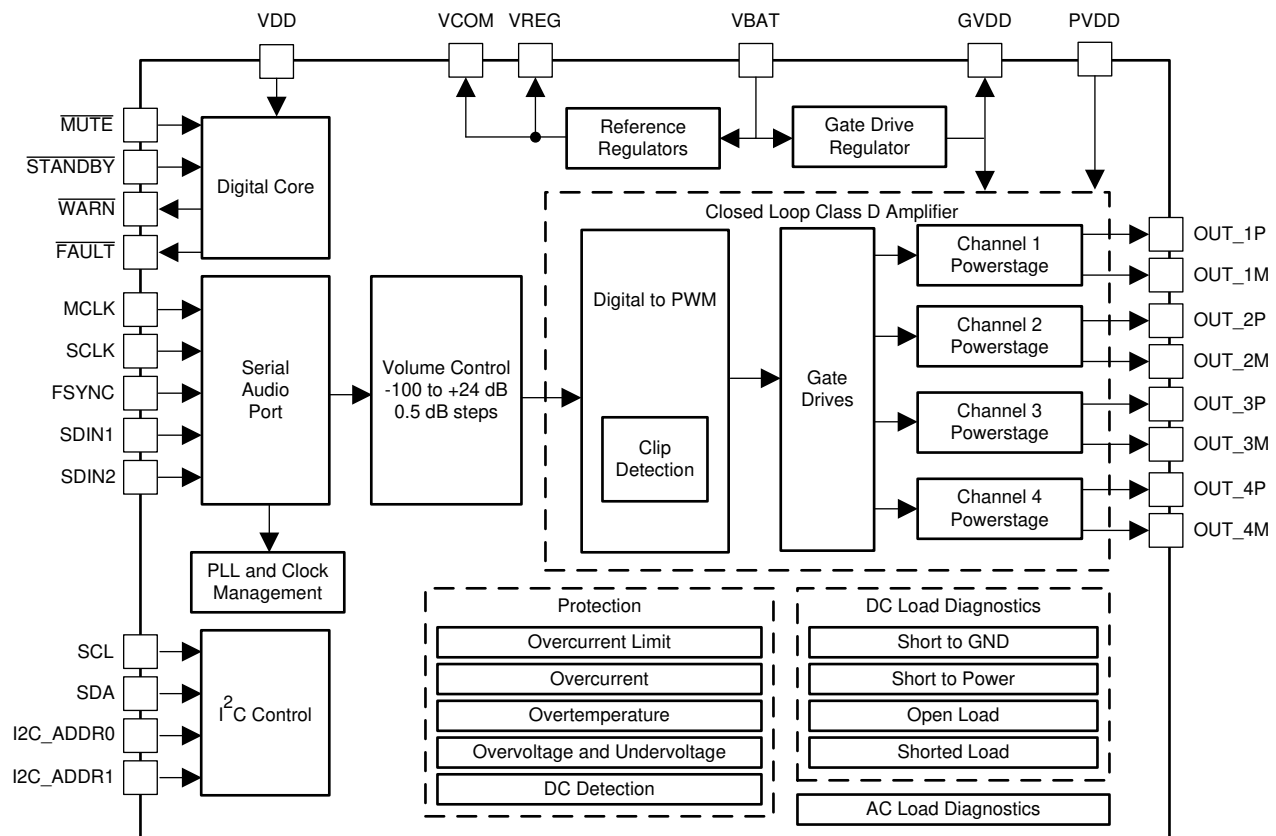 VDD
VCOM
VREG
VBAT
GVDD
PVDD
MUTE
STANDBY
WARN
FAULT
Digital Core
Reference
Regulators
Gate Drive
Regulator
MCLK
SCLK
FSYNC
SDIN1
SDIN2
Serial
Audio
Port
Volume Control
-100 to +24 dB
0.5 dB steps
Closed Loop Class D Amplifier
Digital to PWM
Clip
Detection
Gate
Drives
Channel 1
Powerstage
Channel 2
Powerstage
Channel 3
Powerstage
Channel 4
Powerstage
OUT_1P
OUT_1M
OUT_2P
OUT_2M
OUT_3P
OUT_3M
OUT_4P
OUT_4M
PLL and Clock
Management
SCL
SDA
I2C_ADDR0
I2C_ADDR1
I²C Control
Protection
Overcurrent Limit
Overcurrent
Overtemperature
Overvoltage and Undervoltage
DC Detection
DC Load Diagnostics
Short to GND
Short to Power
Open Load
Shorted Load
AC Load Diagnostics